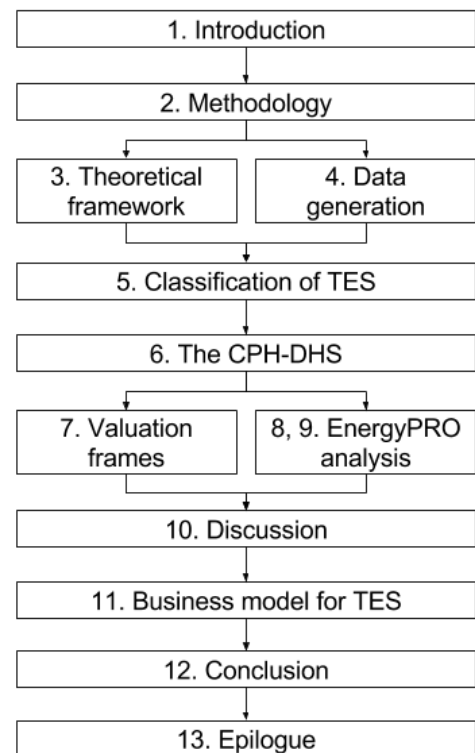 1. Introduction
2. Methodology
3. Theoretical
framework
4. Data
generation
5. Classification of TES
6. The CPH-DHS
7. Valuation
frames
8, 9. EnergyPRO
analysis
10. Discussion
11. Business model for TES
12. Conclusion
13. Epilogue